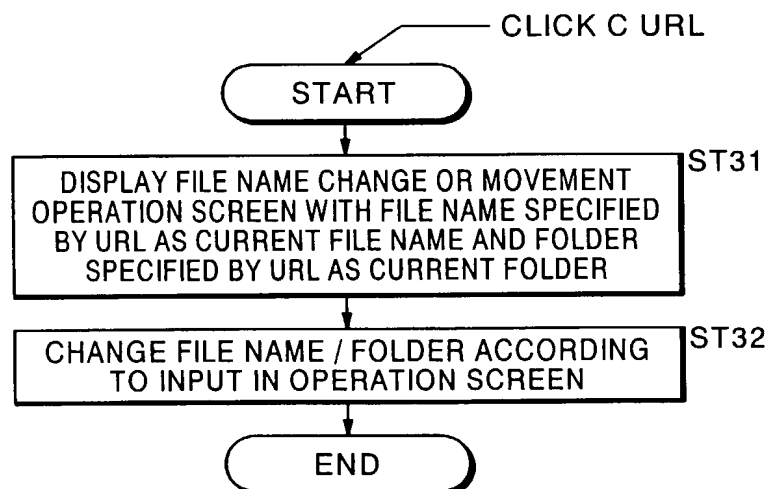 CLICK C URL
START
ST31
DISPLAY FILE NAME CHANGE OR MOVEMENT
OPERATION SCREEN WITH FILE NAME SPECIFIED
BY URL AS CURRENT FILE NAME AND FOLDER
SPECIFIED BY URL AS CURRENT FOLDER
ST32
CHANGE FILE NAME / FOLDER ACCORDING
TO INPUT IN OPERATION SCREEN
END